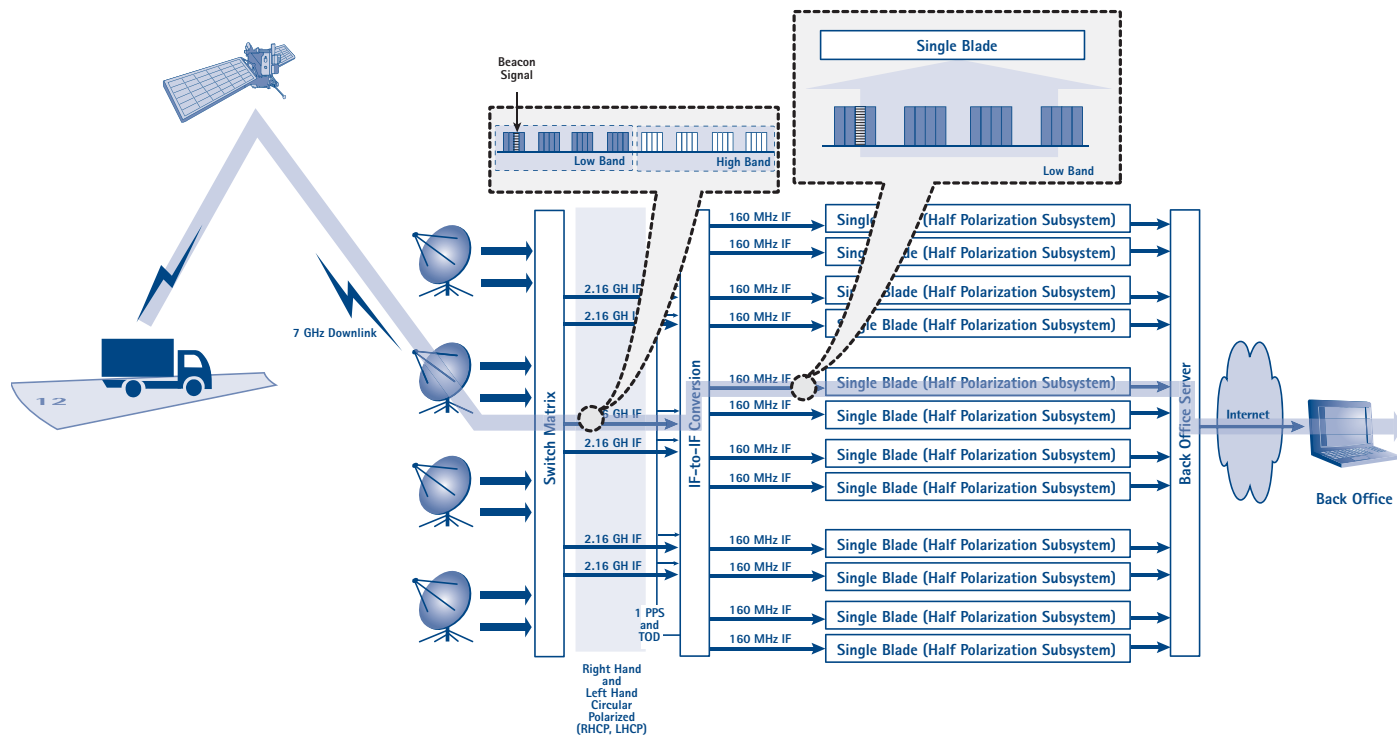 Beacon
Signal
Low Band
High Band
Single Blade
Low Band
7 GHz Downlink
12
Switch Matrix
2.16 GH IF
2.16 GH IF
GH IF
2.16 GH IF
2.16 GH IF
2.16 GH IF
1 PPS
and
TOD
Right Hand
and
Left Hand
Circular
Polarized
(RHCP, LHCP)
IF-to-IF Conversion
160 MHz IF
Single (Half Polarization Subsystem)
160 MHz IF
(Half Polarization Subsystem)
160 MHz IF
(Half Polarization Subsystem)
160 MHz IF
Single Blade (Half Polarization Subsystem)
160 MHz IF
Single Blade (Half Polarization Subsystem)
160 MHz IF
Single Blade (Half Polarization Subsystem)
160 MHz IF
Single Blade (Half Polarization Subsystem)
160 MHz IF
Single Blade (Half Polarization Subsystem)
160 MHz IF
Single Blade (Half Polarization Subsystem)
160 MHz IF
Single Blade (Half Polarization Subsystem)
160 MHz IF
Single Blade (Half Polarization Subsystem)
160 MHz IF
Single Blade (Half Polarization Subsystem)
Back Office Server
Internet
Back Office